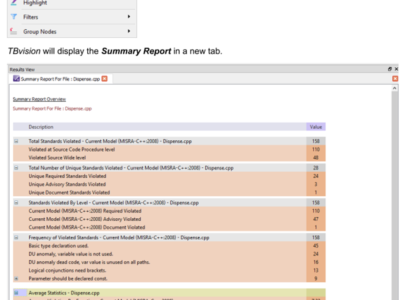 Highlight
Filters
Group Nodes
TBvision will display the Summary Report in a new tab.
Results View
Summary Report For File : Dispense.cpp
Summary Report Overview
Summary Report For File : Dispense.cpp
Description Value
Total Standards Violated - Current Model (MISRA-C++:2008) - Dispense.cpp 158
Violated at Source Code Procedure level 110
Violated Source Wide level 48
Total Number of Unique Standards Violated - Current Model (MISRA-C++:2008) - Dispense.cpp 28
Unique Required Standards Violated 24
Unique Advisory Standards Violated 3
Unique Document Standards Violated 1
Standards Violated By Level - Current Model (MISRA-C++:2008) - Dispense.cpp 158
Current Model (MISRA-C++:2008) Required Violated 110
Current Model (MISRA-C++:2008) Advisory Violated 47
Current Model (MISRA-C++:2008) Document Violated 1
Frequency of Violated Standards - Current Model (MISRA-C++:2008) - Dispense.cpp 158
Basic type declaration used. 45
DU anomaly, variable value is not used. 24
DU anomaly dead code, var value is unused on all paths. 16
Logical conjunctions need brackets. 13
Parameter should be declared const. 9
Average Statistics - Dispense.cpp